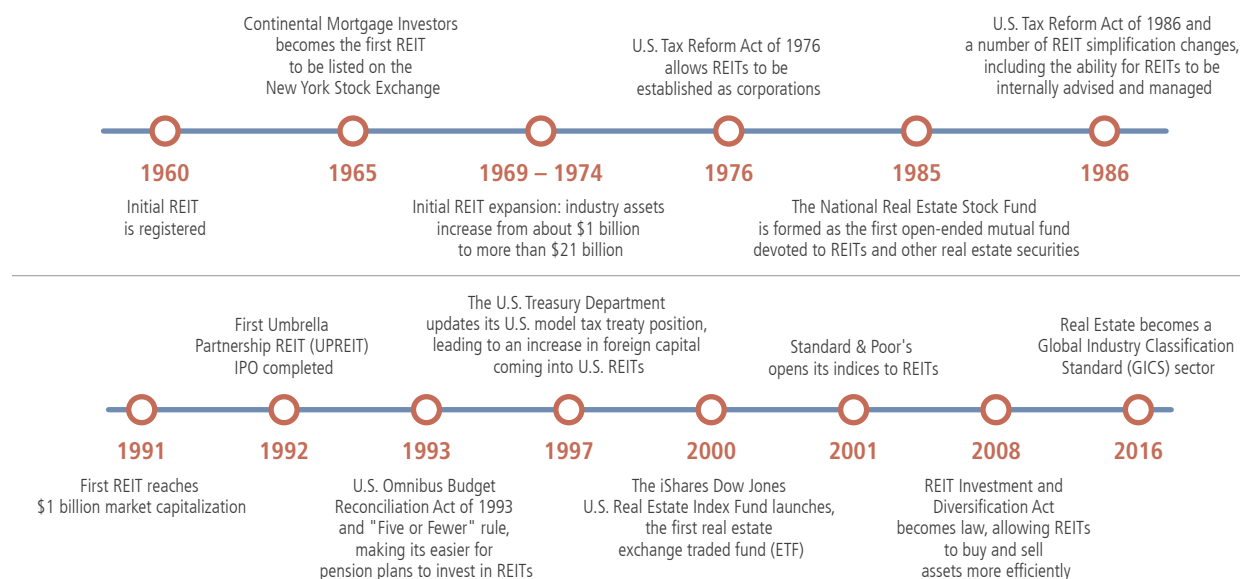 Continental Mortgage Investors
becomes the first REIT
to be listed on the
New York Stock Exchange
U.S. Tax Reform Act of 1976
allows REITs to be
established as corporations
U.S. Tax Reform Act of 1986 and
a number of REIT simplification changes,
including the ability for REITs to be
internally advised and managed
1960
1965
1969 – 1974
1976
1985
1986
Initial REIT
is registered
Initial REIT expansion: industry assets
increase from about $1 billion
to more than $21 billion
The National Real Estate Stock Fund
is formed as the first open-ended mutual fund
devoted to REITs and other real estate securities
First Umbrella
Partnership REIT (UPREIT)
IPO completed
The U.S. Treasury Department
updates its U.S. model tax treaty position,
leading to an increase in foreign capital
coming into U.S. REITs
Standard & Poor's
opens its indices to REITs
Real Estate becomes a
Global Industry Classification
Standard (GICS) sector
1991
1992
1993
1997
2000
2001
2008
2016
First REIT reaches
$1 billion market capitalization
U.S. Omnibus Budget
Reconciliation Act of 1993
and "Five or Fewer" rule,
making its easier for
pension plans to invest in REITs
The iShares Dow Jones
U.S. Real Estate Index Fund launches,
the first real estate
exchange traded fund (ETF)
REIT Investment and
Diversification Act
becomes law, allowing REITs
to buy and sell
assets more efficiently